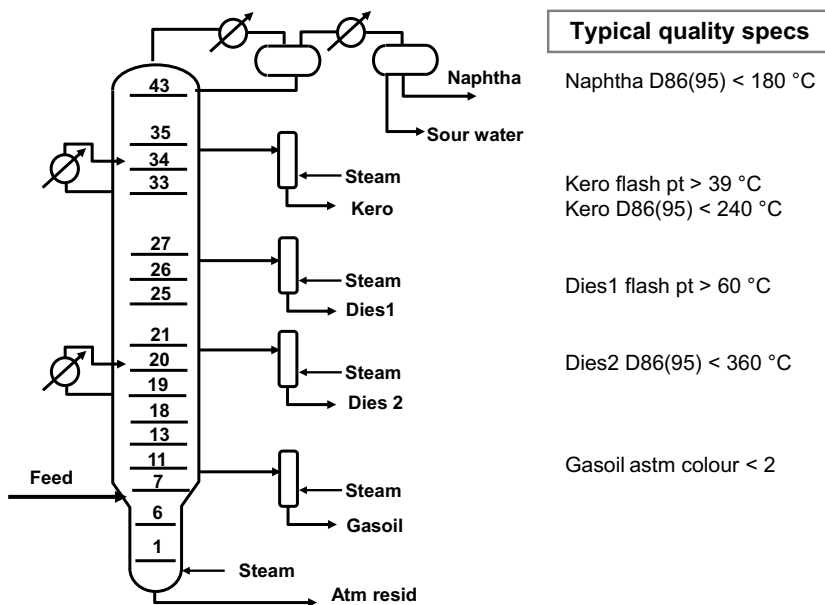 Typical quality specs
43
Naphtha
Naphtha D86(95) < 180 °C
Sour water
35
34
33
Steam
Kero
Kero flash pt > 39 °C
Kero D86(95) < 240 °C
27
26
25
Steam
Dies1
Dies1 flash pt > 60 °C
21
20
19
18
13
Steam
Dies 2
Dies2 D86(95) < 360 °C
11
7
6
1
Feed
Steam
Gasoil
Gasoil astm colour < 2
Steam
Atm resid